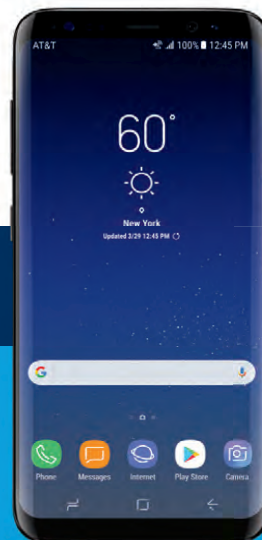 AT&T 100% 12:45 PM
60°
New York
Updated 3/29 12:45 PM
G
Phone Messages Internet Play Store Camera